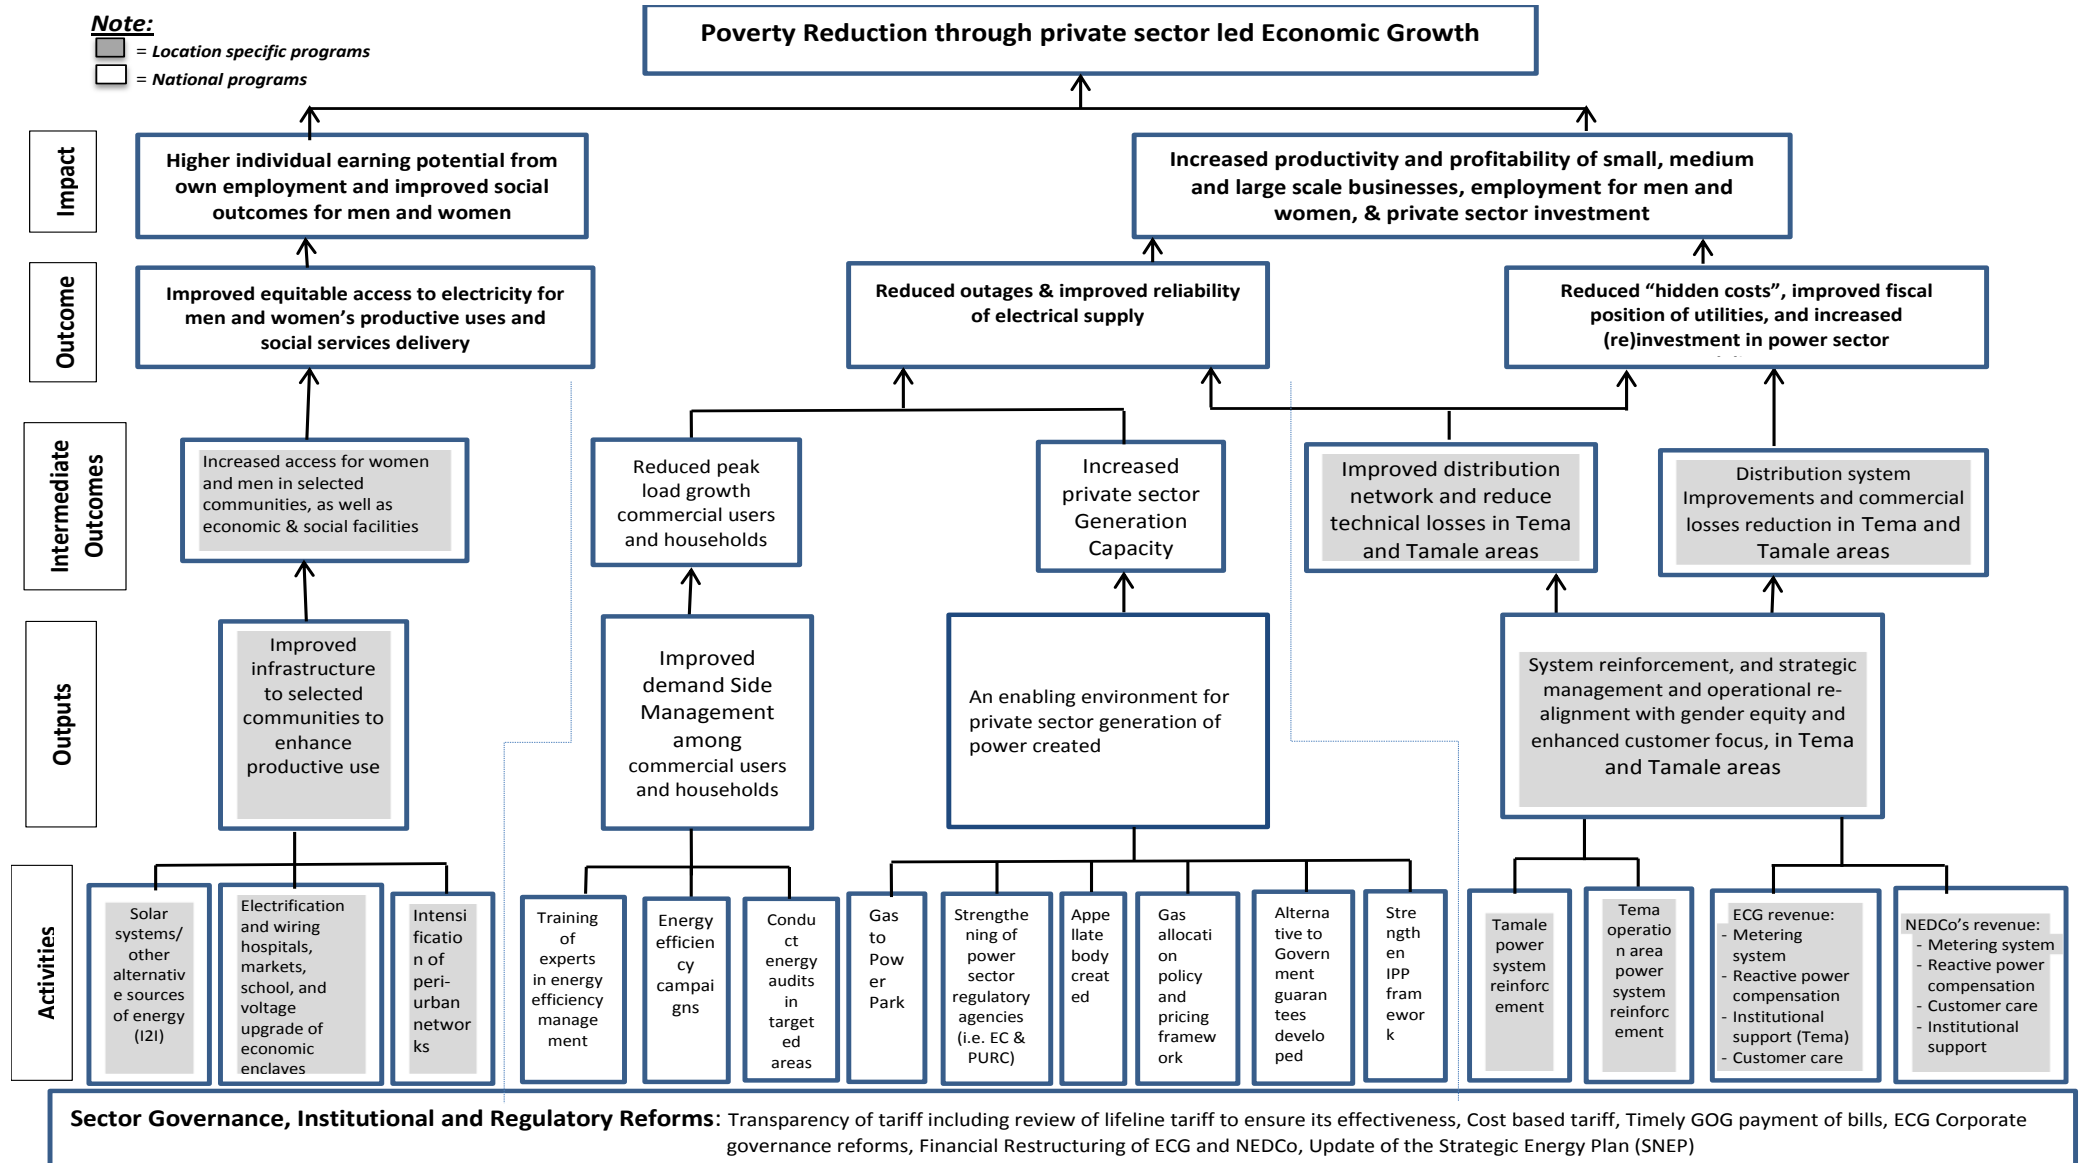 Note:
= Location specific programs
= National programs
Poverty Reduction through private sector led Economic Growth
Impact
Higher individual earning potential from
own employment and improved social
outcomes for men and women
Increased productivity and profitability of small, medium
and large scale businesses, employment for men and
women, & private sector investment
Outcome
Improved equitable access to electricity for
men and women’s productive uses and
social services delivery
Reduced outages & improved reliability
of electrical supply
Reduced “hidden costs”, improved fiscal
position of utilities, and increased
(re)investment in power sector
Intermediate
Outcomes
Increased access for women
and men in selected
communities, as well as
economic & social facilities
Reduced peak
load growth
commercial users
and households
Increased
private sector
Generation
Capacity
Improved distribution
network and reduce
technical losses in Tema
and Tamale areas
Distribution system
Improvements and commercial
losses reduction in Tema and
Tamale areas
Outputs
Improved
infrastructure
to selected
communities to
enhance
productive use
Improved
demand Side
Management
among
commercial users
and households
An enabling environment for
private sector generation of
power created
System reinforcement, and strategic
management and operational re-
alignment with gender equity and
enhanced customer focus, in Tema
and Tamale areas
Activities
Solar
systems/
other
alternativ
e sources
of energy
(I2I)
Electrification
and wiring
hospitals,
markets,
school, and
voltage
upgrade of
economic
enclaves
Intensi
ficatio
n of
peri-
urban
networ
ks
Training
of
experts
in energy
efficiency
manage
ment
Energy
efficien
cy
campai
gns
Condu
ct
energy
audits
in
target
ed
areas
Gas
to
Pow
er
Park
Strengthe
ning of
power
sector
regulatory
agencies
(i.e. EC &
PURC)
Appe
llate
body
creat
ed
Gas
allocati
on
policy
and
pricing
framew
ork
Alterna
tive to
Govern
ment
guaran
tees
develo
ped
Stre
ngth
en
IPP
fram
ewor
k
Tamale
power
system
reinforc
ement
Tema
operatio
n area
power
system
reinforc
ement
ECG revenue:
- Metering
system
- Reactive power
compensation
- Institutional
support (Tema)
- Customer care
NEDCo’s revenue:
- Metering system
- Reactive power
compensation
- Customer care
- Institutional
support
Sector Governance, Institutional and Regulatory Reforms: Transparency of tariff including review of lifeline tariff to ensure its effectiveness, Cost based tariff, Timely GOG payment of bills, ECG Corporate
governance reforms, Financial Restructuring of ECG and NEDCo, Update of the Strategic Energy Plan (SNEP)